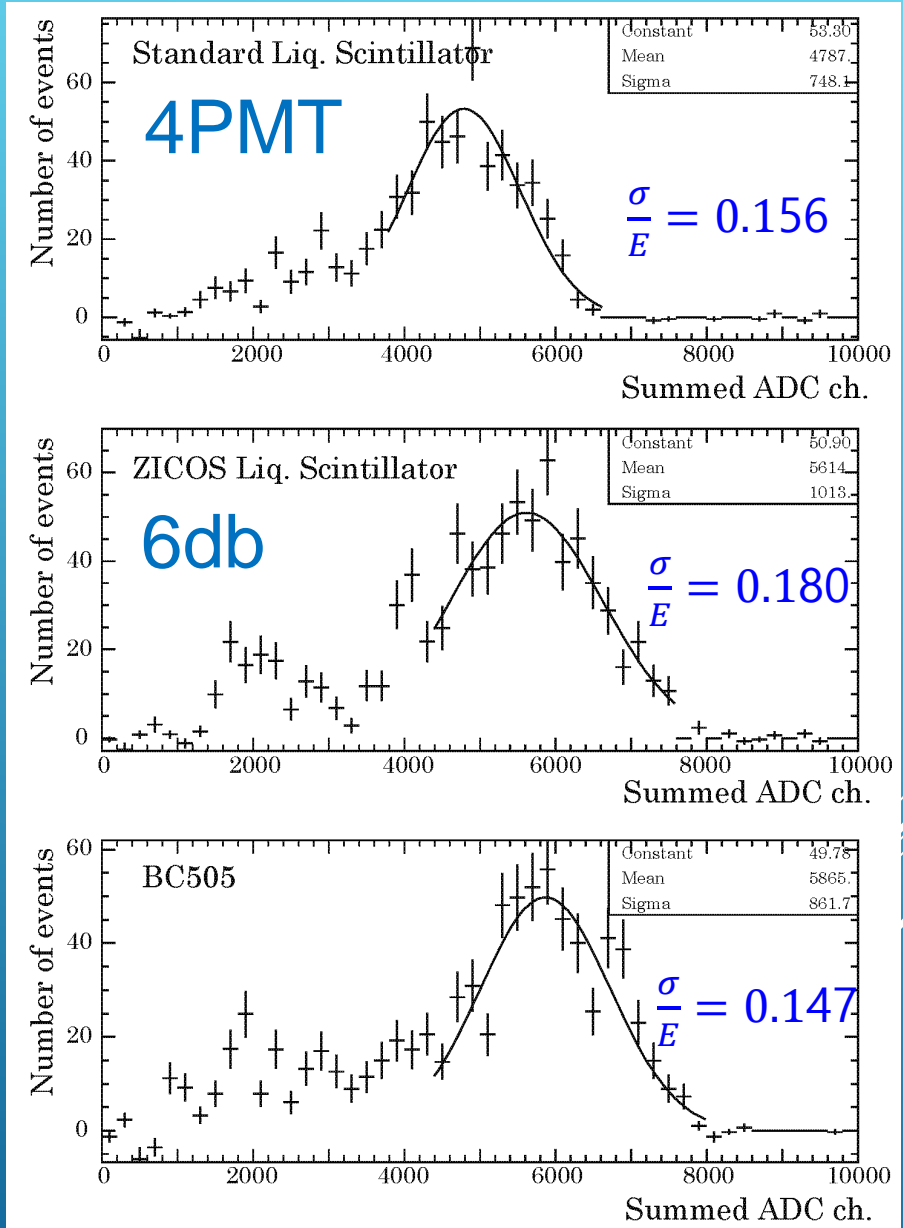 Standard Liq. Scintillator
4PMT
Constant 53.30
Mean 4787.
Sigma 748.1
σ/E = 0.156
Number of events
60
40
20
0
0 2000 4000 6000 8000 10000
Summed ADC ch.
ZICOS Liq. Scintillator
6db
Constant 50.90
Mean 5614.
Sigma 1013.
σ/E = 0.180
Number of events
60
40
20
0
0 2000 4000 6000 8000 10000
Summed ADC ch.
BC505
Constant 49.78
Mean 5865.
Sigma 861.7
σ/E = 0.147
Number of events
60
40
20
0
0 2000 4000 6000 8000 10000
Summed ADC ch.